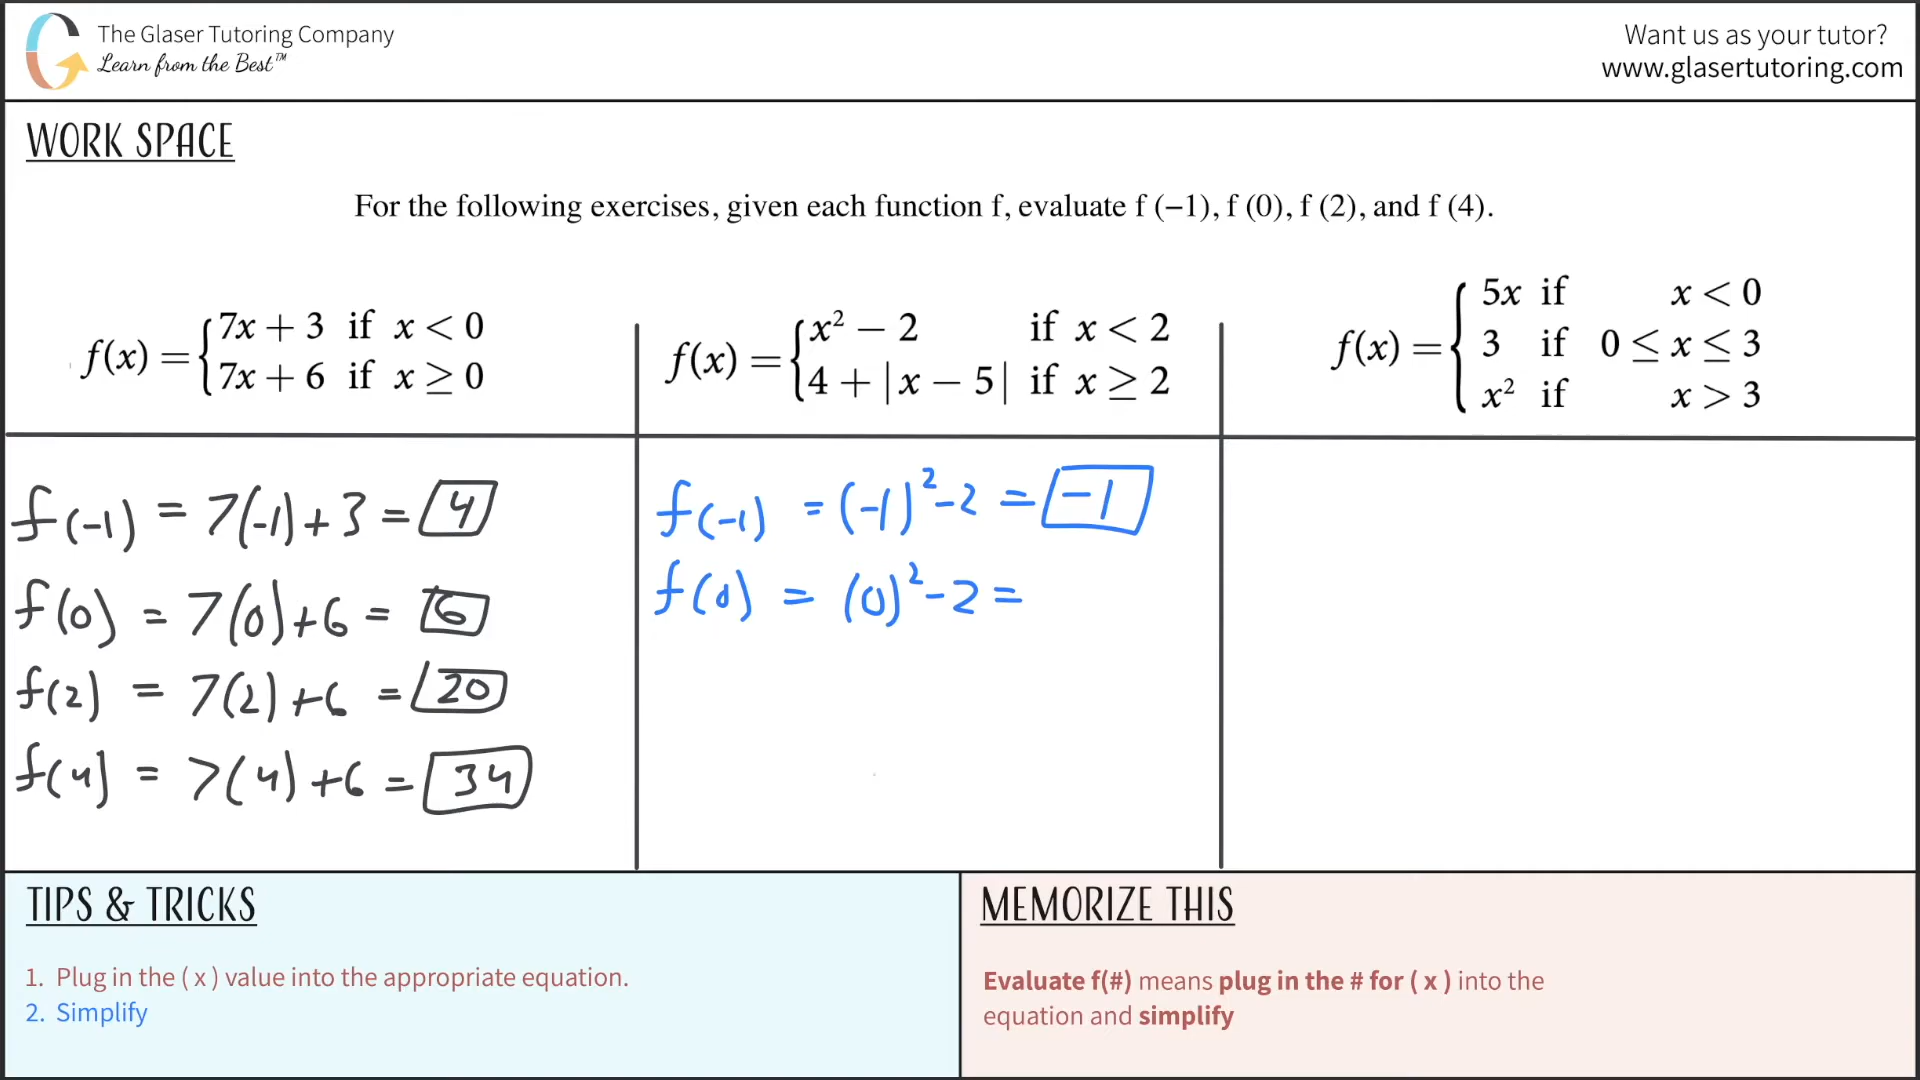 The Glaser Tutoring Company
Learn from the Best™
Want us as your tutor?
www.glasertutoring.com
WORK SPACE
For the following exercises, given each function f, evaluate f (−1), f (0), f (2), and f (4).
f(x) = { 7x + 3 if x < 0
7x + 6 if x ≥ 0
f(x) = { x² − 2 if x < 2
4 + |x − 5| if x ≥ 2
f(x) = { 5x if x < 0
3 if 0 ≤ x ≤ 3
x² if x > 3
f(-1) = 7(-1)+3 = 4
f(0) = 7(0)+6 = 6
f(2) = 7(2)+6 = 20
f(4) = 7(4)+6 = 34
f(-1) = (-1)²-2 = -1
f(0) = (0)²-2 =
TIPS & TRICKS
1. Plug in the ( x ) value into the appropriate equation.
2. Simplify
MEMORIZE THIS
Evaluate f(#) means plug in the # for ( x ) into the
equation and simplify